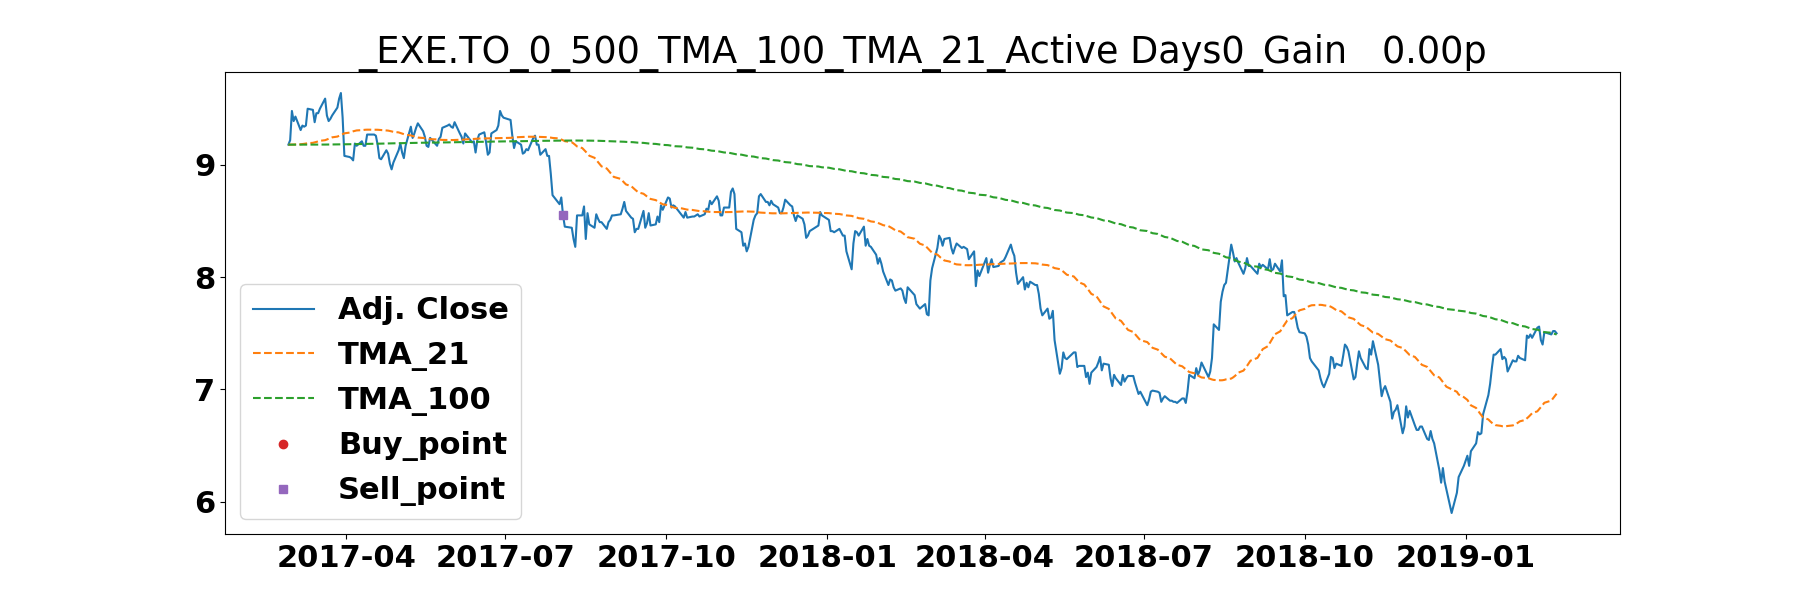 _EXE.TO_0_500_TMA_100_TMA_21_Active Days0_Gain   0.00p
9
8
7
6
Adj. Close
TMA_21
TMA_100
Buy_point
Sell_point
2017-04 2017-07 2017-10 2018-01 2018-04 2018-07 2018-10 2019-01